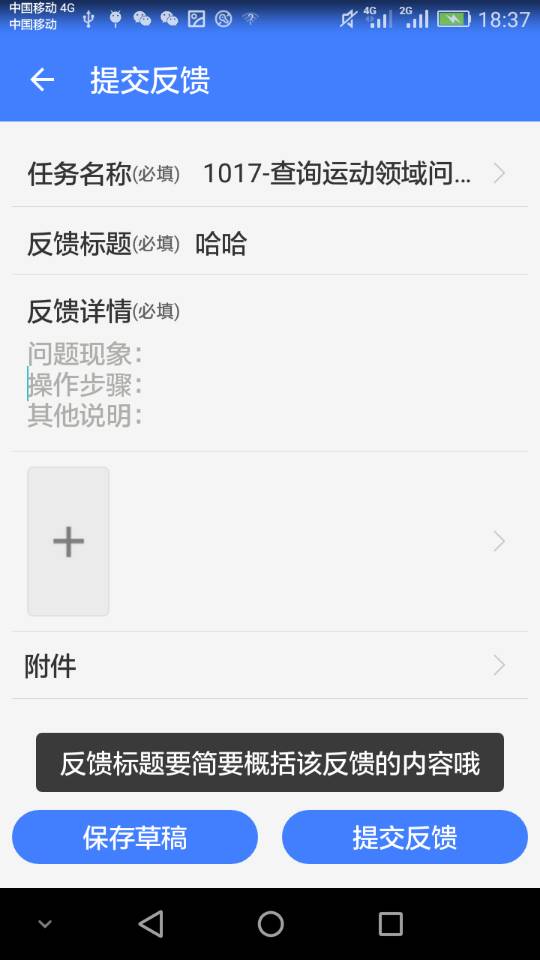 中国移动 4G
中国移动
4G
2G
18:37
提交反馈
任务名称(必填) 1017-查询运动领域问...
反馈标题(必填) 哈哈
反馈详情(必填)
问题现象：
操作步骤：
其他说明：
附件
反馈标题要简要概括该反馈的内容哦
保存草稿
提交反馈